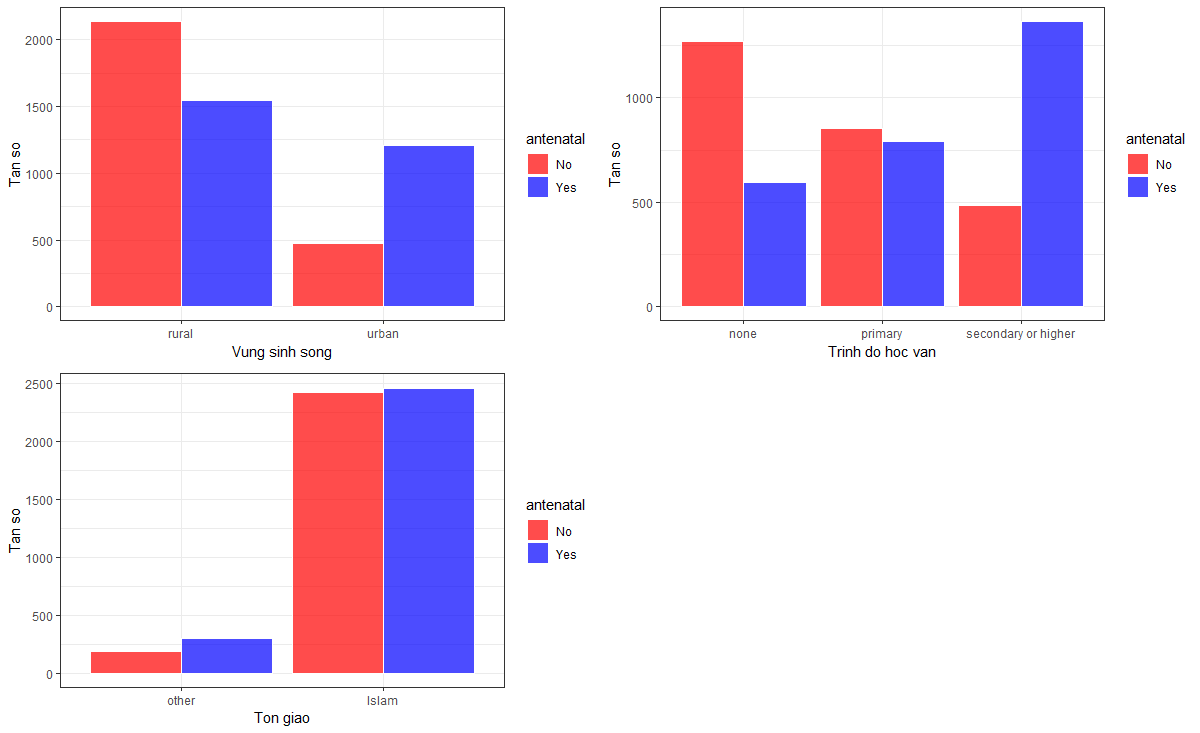 Tan so
2000
1500
1000
500
0
rural urban
Vung sinh song
antenatal
No
Yes
Tan so
1000
500
0
none primary secondary or higher
Trinh do hoc van
antenatal
No
Yes
Tan so
2500
2000
1500
1000
500
0
other Islam
Ton giao
antenatal
No
Yes